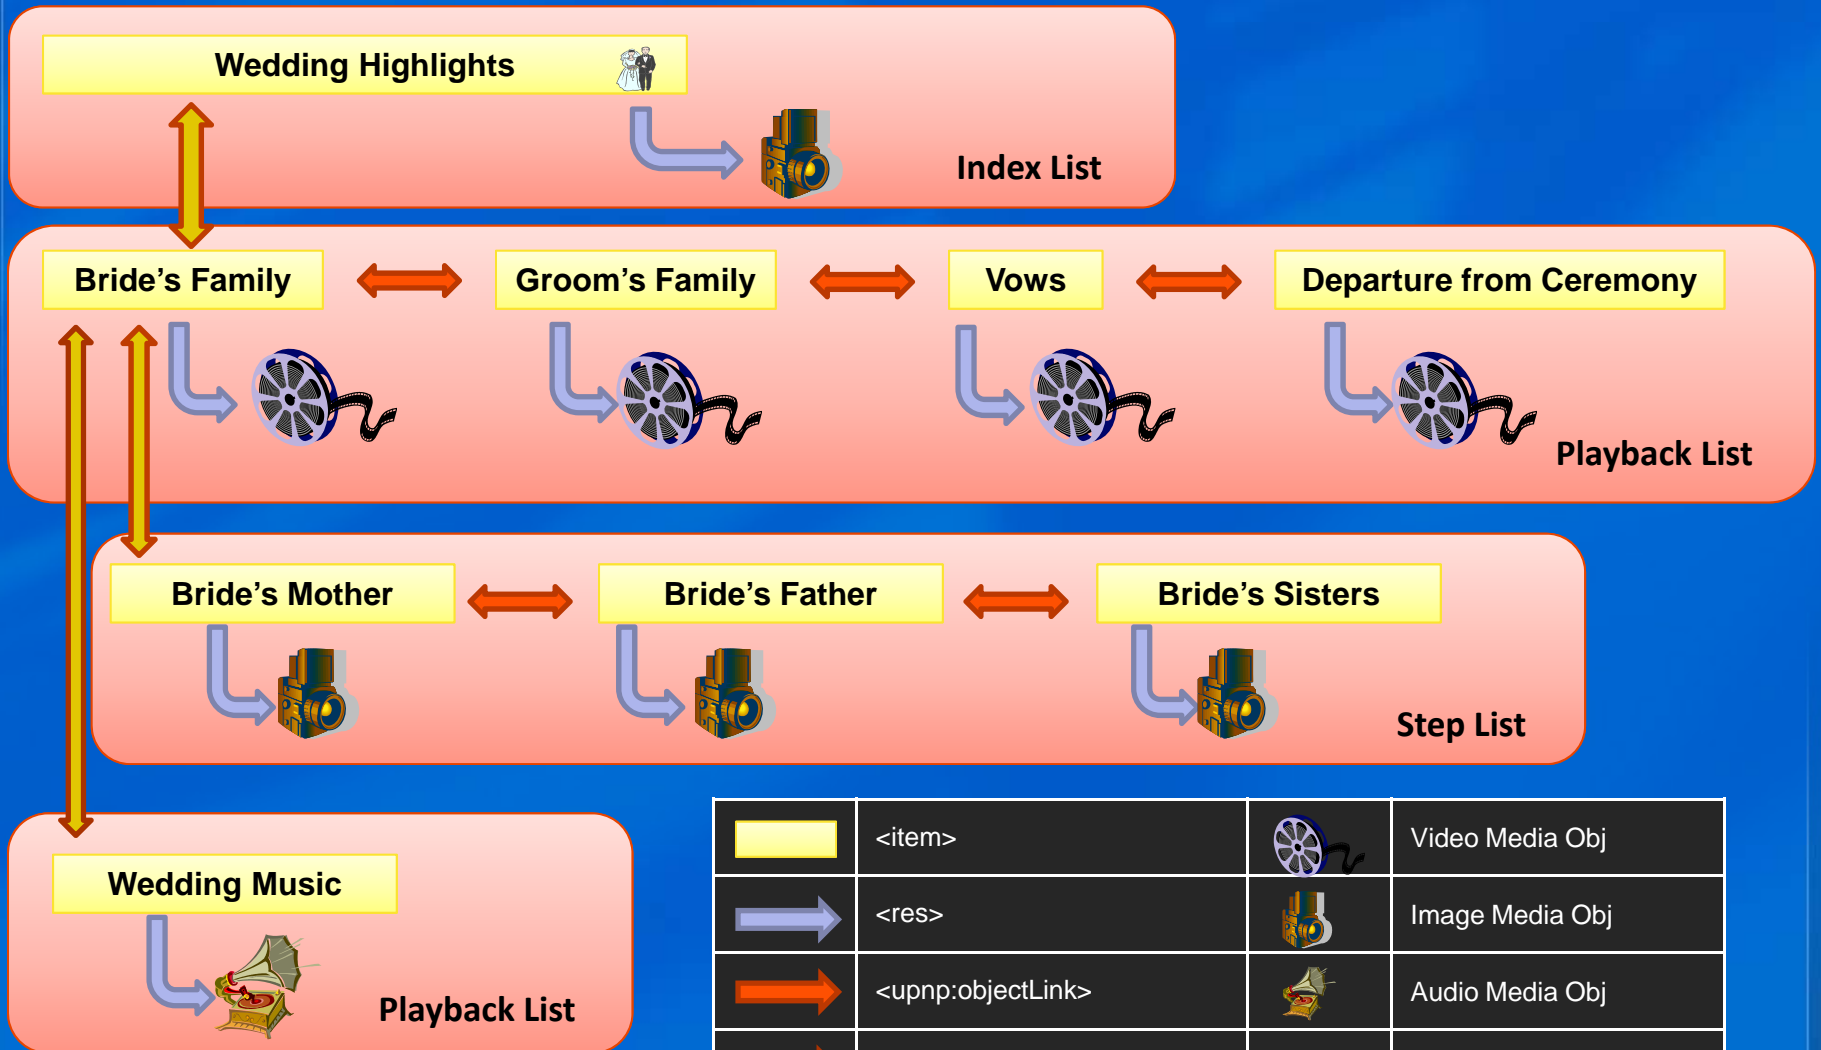 Wedding Highlights
Index List
Bride’s Family
Groom’s Family
Vows
Departure from Ceremony
Playback List
Bride’s Mother
Bride’s Father
Bride’s Sisters
Step List
Wedding Music
Playback List
<item>
Video Media Obj
<res>
Image Media Obj
<upnp:objectLink>
Audio Media Obj